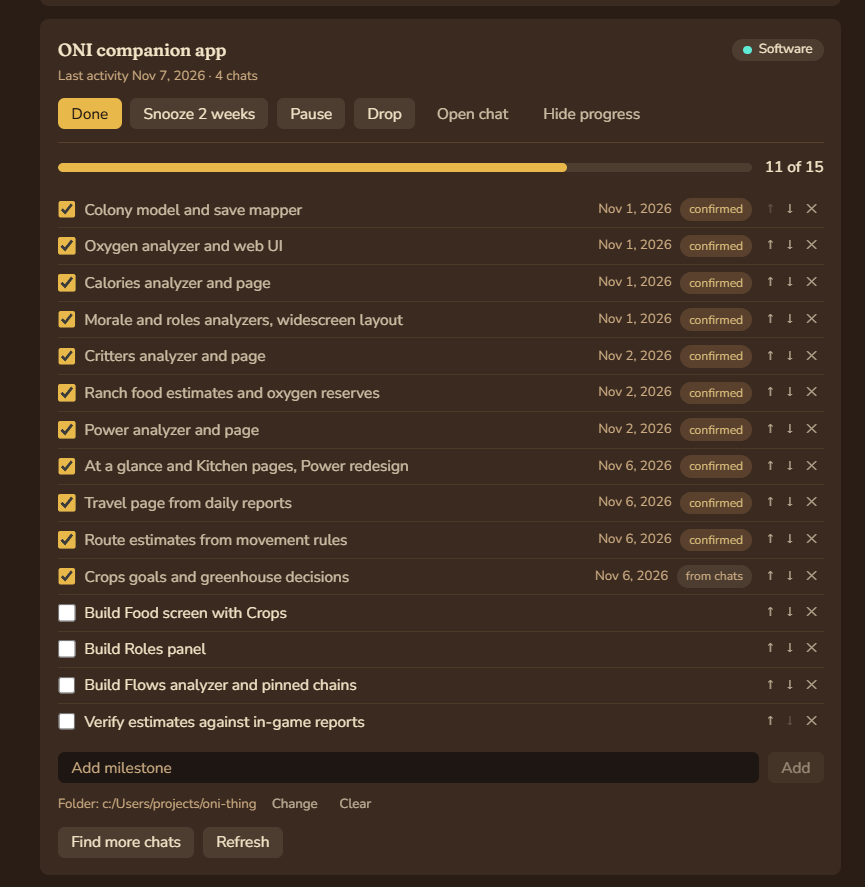 ONI companion app
Software
Last activity Nov 7, 2026 · 4 chats
Done Snooze 2 weeks Pause Drop Open chat Hide progress
11 of 15
Colony model and save mapper Nov 1, 2026 confirmed ↑ ↓ ×
Oxygen analyzer and web UI Nov 1, 2026 confirmed ↑ ↓ ×
Calories analyzer and page Nov 1, 2026 confirmed ↑ ↓ ×
Morale and roles analyzers, widescreen layout Nov 1, 2026 confirmed ↑ ↓ ×
Critters analyzer and page Nov 2, 2026 confirmed ↑ ↓ ×
Ranch food estimates and oxygen reserves Nov 2, 2026 confirmed ↑ ↓ ×
Power analyzer and page Nov 2, 2026 confirmed ↑ ↓ ×
At a glance and Kitchen pages, Power redesign Nov 6, 2026 confirmed ↑ ↓ ×
Travel page from daily reports Nov 6, 2026 confirmed ↑ ↓ ×
Route estimates from movement rules Nov 6, 2026 confirmed ↑ ↓ ×
Crops goals and greenhouse decisions Nov 6, 2026 from chats ↑ ↓ ×
Build Food screen with Crops ↑ ↓ ×
Build Roles panel ↑ ↓ ×
Build Flows analyzer and pinned chains ↑ ↓ ×
Verify estimates against in-game reports ↑ ↓ ×
Add milestone Add
Folder: c:/Users/projects/oni-thing Change Clear
Find more chats Refresh